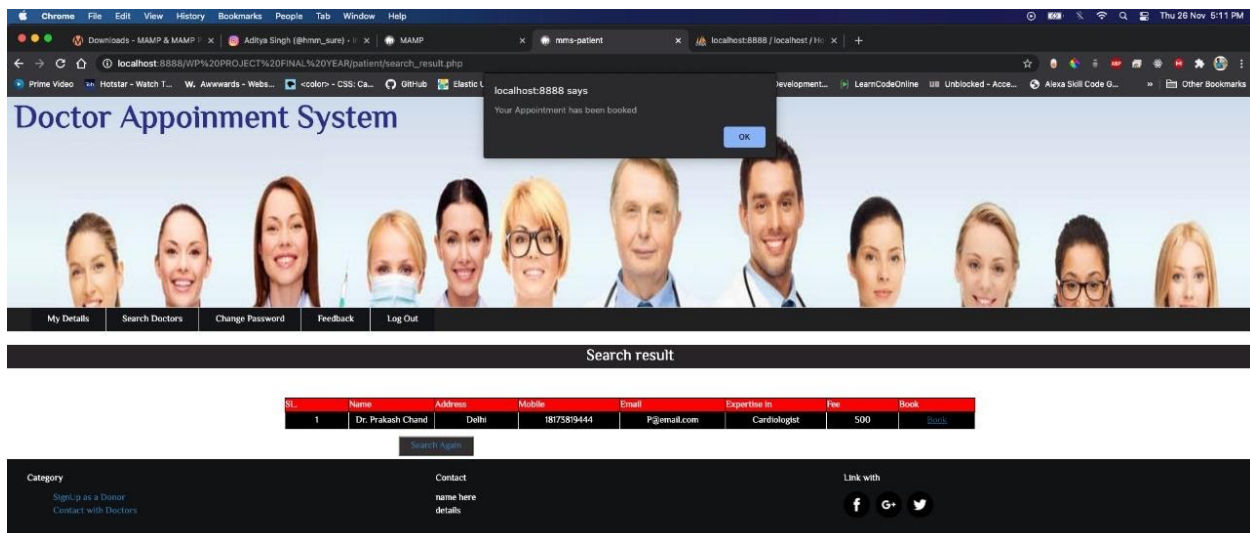 Chrome File Edit View History Bookmarks People Tab Window Help Thu 26 Nov 5:11 PM
Downloads - MAMP & MAMP P Aditya Singh (@hmm_sure) • MAMP mms-patient localhost:8888 / localhost / Ho
localhost:8888/WP%20PROJECT%20FINAL%20YEAR/patient/search_result.php
Prime Video Hotstar - Watch T... W. Awwwards - Webs... <color> - CSS: Ca... GitHub Elastic evelopment... LearnCodeOnline Unblocked - Acce... Alexa Skill Code G... » Other Bookmarks
localhost:8888 says
Your Appointment has been booked
OK
Doctor Appoinment System
My Details Search Doctors Change Password Feedback Log Out
Search result
SL. Name Address Mobile Email Expertise in Fee Book
1 Dr. Prakash Chand Delhi 18173819444 P@email.com Cardiologist 500 Book
Search Again
Category Contact Link with
SignUp as a Donor name here
Contact with Doctors details
f G+